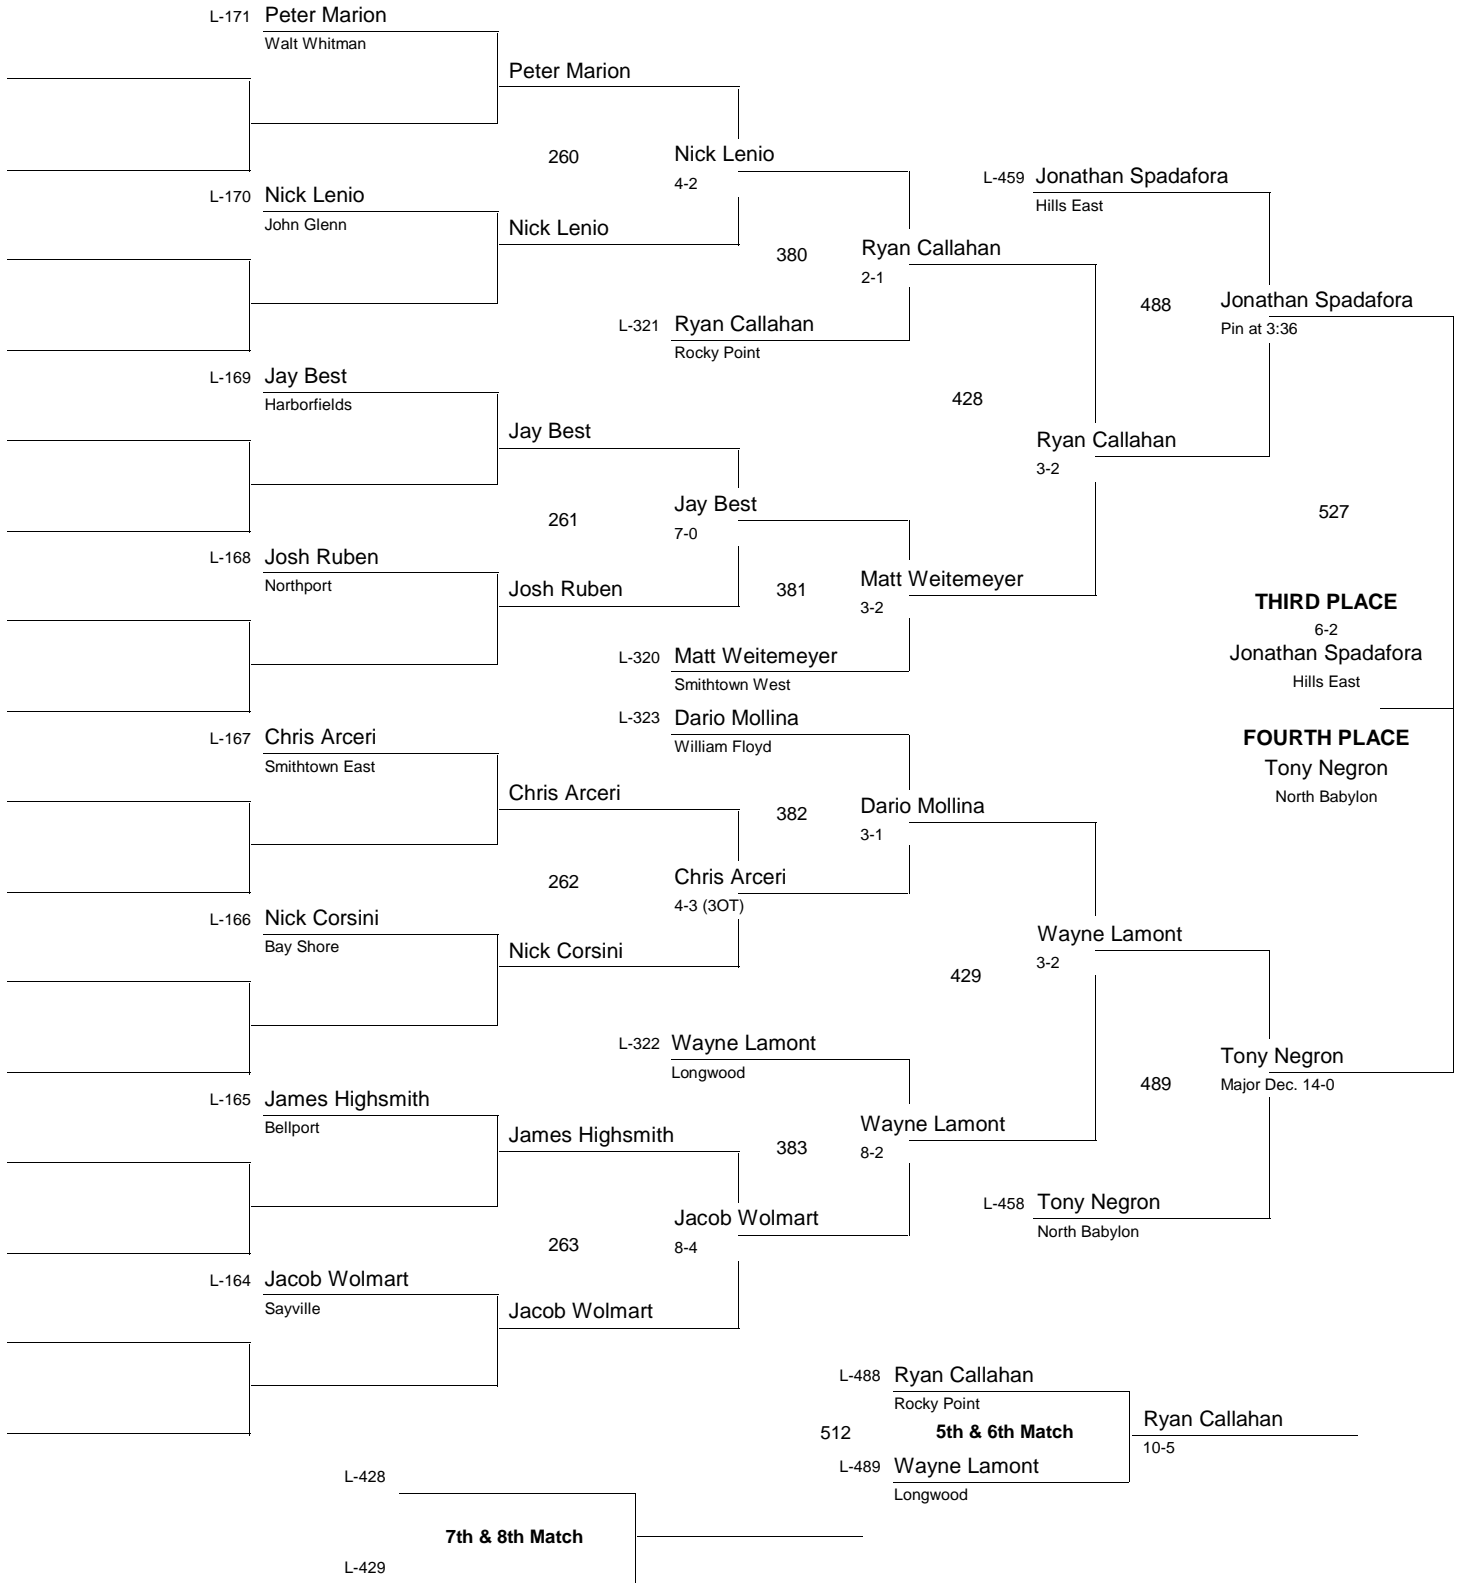 L-171 Peter Marion
Walt Whitman
Peter Marion
260
Nick Lenio
4-2
L-170 Nick Lenio
John Glenn
Nick Lenio
380
Ryan Callahan
2-1
L-321 Ryan Callahan
Rocky Point
L-459 Jonathan Spadafora
Hills East
488
Jonathan Spadafora
Pin at 3:36
L-169 Jay Best
Harborfields
Jay Best
428
Ryan Callahan
3-2
261
Jay Best
7-0
527
L-168 Josh Ruben
Northport
Josh Ruben
381
Matt Weitemeyer
3-2
L-320 Matt Weitemeyer
Smithtown West
THIRD PLACE
6-2
Jonathan Spadafora
Hills East
L-323 Dario Mollina
William Floyd
FOURTH PLACE
Tony Negron
North Babylon
L-167 Chris Arceri
Smithtown East
Chris Arceri
382
Dario Mollina
3-1
262
Chris Arceri
4-3 (3OT)
L-166 Nick Corsini
Bay Shore
Nick Corsini
429
Wayne Lamont
3-2
L-322 Wayne Lamont
Longwood
489
Tony Negron
Major Dec. 14-0
L-165 James Highsmith
Bellport
James Highsmith
383
Wayne Lamont
8-2
L-458 Tony Negron
North Babylon
263
Jacob Wolmart
8-4
L-164 Jacob Wolmart
Sayville
Jacob Wolmart
L-488 Ryan Callahan
Rocky Point
512
5th & 6th Match
Ryan Callahan
10-5
L-489 Wayne Lamont
Longwood
L-428
7th & 8th Match
L-429